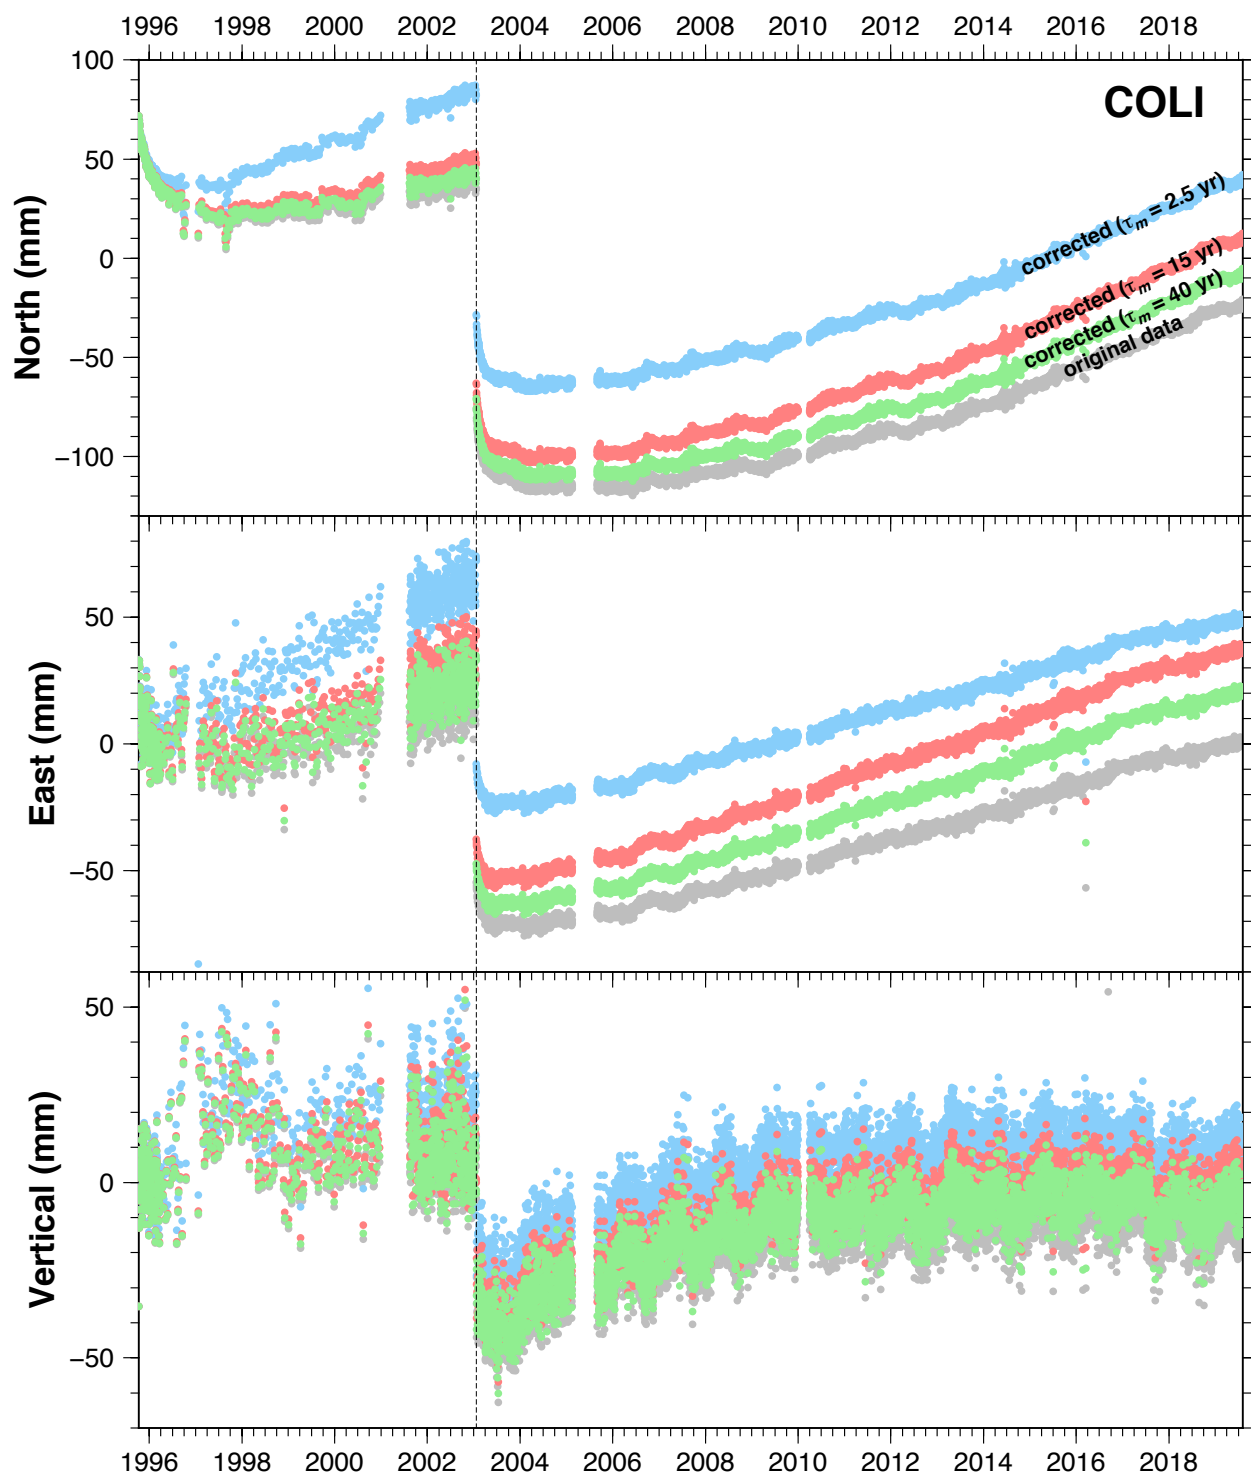 1996 1998 2000 2002 2004 2006 2008 2010 2012 2014 2016 2018
COLI
North (mm)
100
50
0
−50
−100
corrected (τm = 2.5 yr)
corrected (τm = 15 yr)
corrected (τm = 40 yr)
original data
East (mm)
50
0
−50
Vertical (mm)
50
0
−50
1996 1998 2000 2002 2004 2006 2008 2010 2012 2014 2016 2018